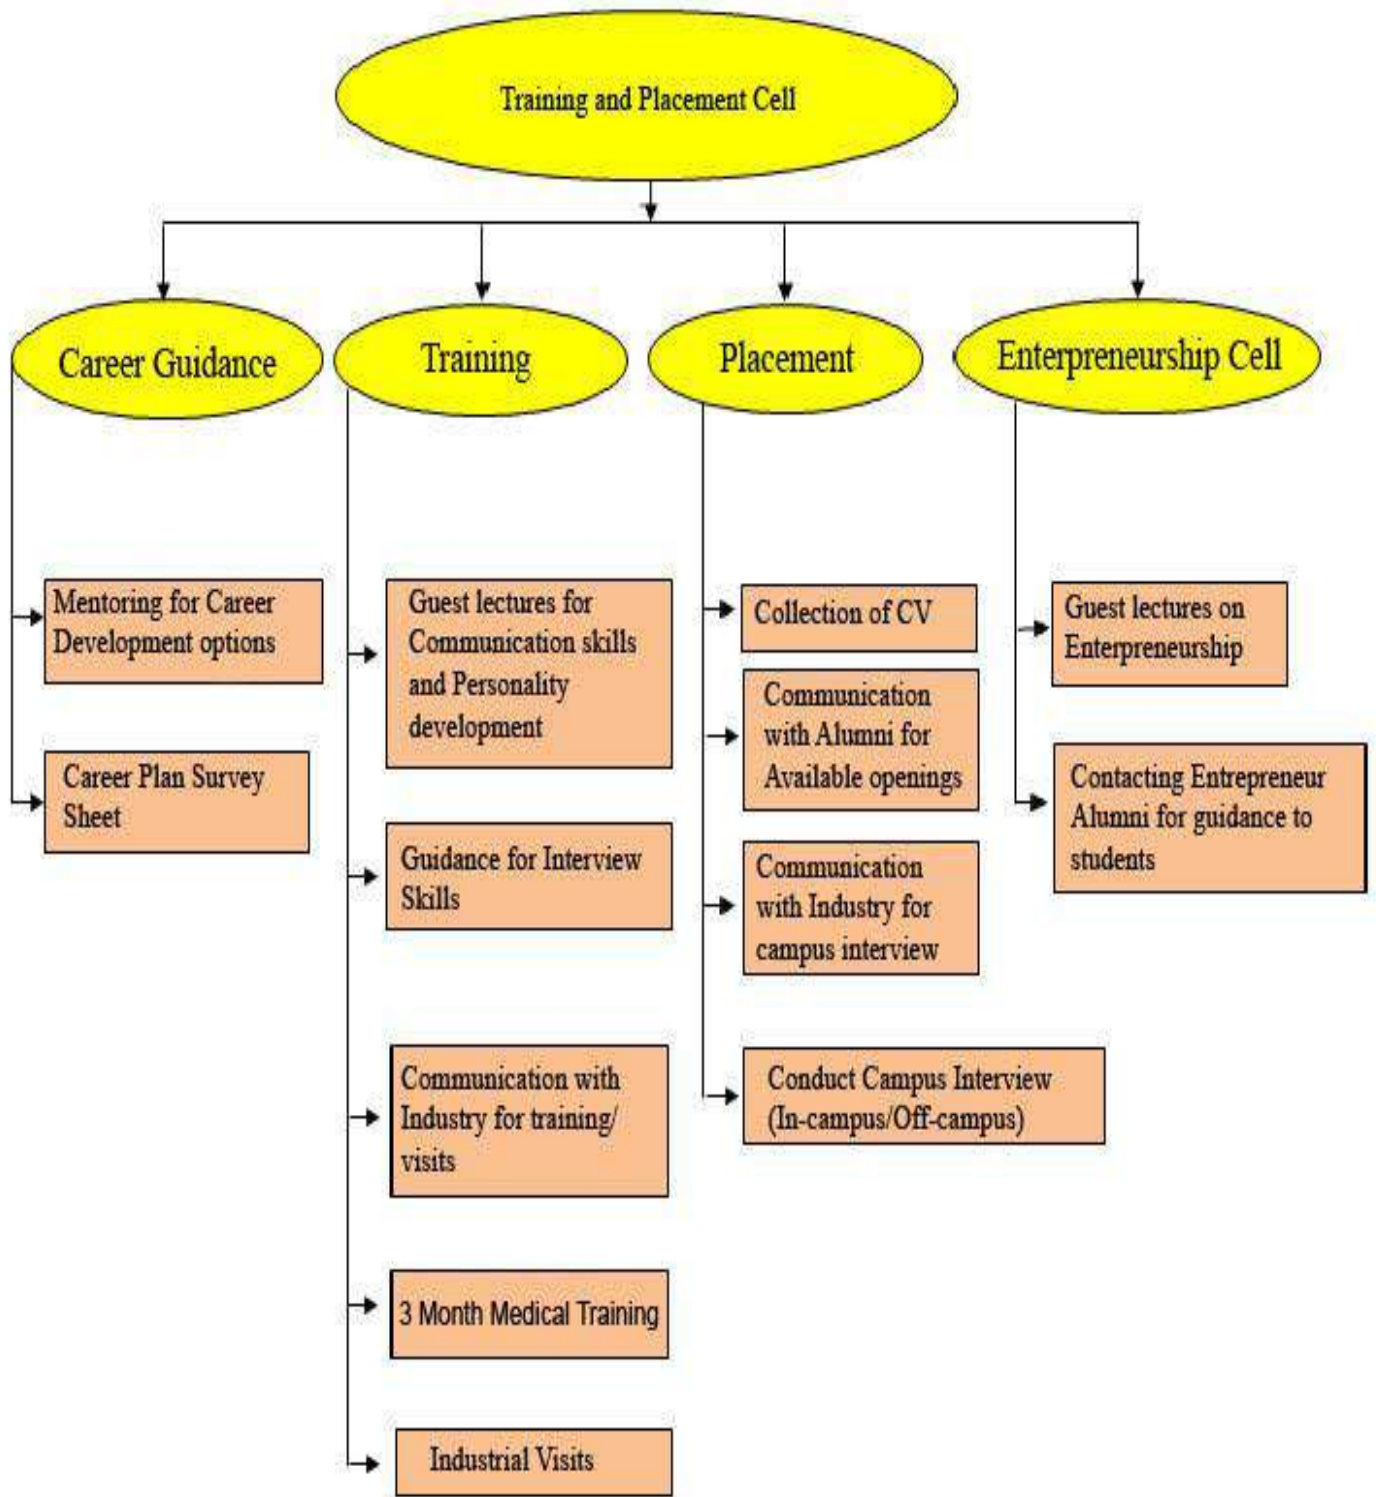 Training and Placement Cell
Career Guidance
Training
Placement
Enterpreneurship Cell
Mentoring for Career
Development options
Career Plan Survey
Sheet
Guest lectures for
Communication skills
and Personality
development
Guidance for Interview
Skills
Communication with
Industry for training/
visits
3 Month Medical Training
Industrial Visits
Collection of CV
Communication
with Alumni for
Available openings
Communication
with Industry for
campus interview
Conduct Campus Interview
(In-campus/Off-campus)
Guest lectures on
Enterpreneurship
Contacting Entrepreneur
Alumni for guidance to
students